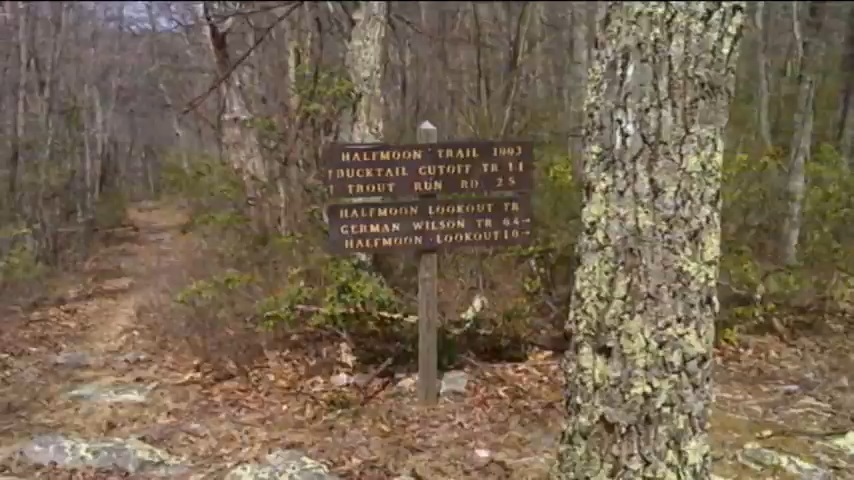 HALFMOON TRAIL 1003
↑ BUCKTAIL CUTOFF TR 1.1
↑ TROUT RUN RD 2.5
HALFMOON LOOKOUT TR
GERMAN WILSON TR 0.4→
HALFMOON LOOKOUT 1.0→